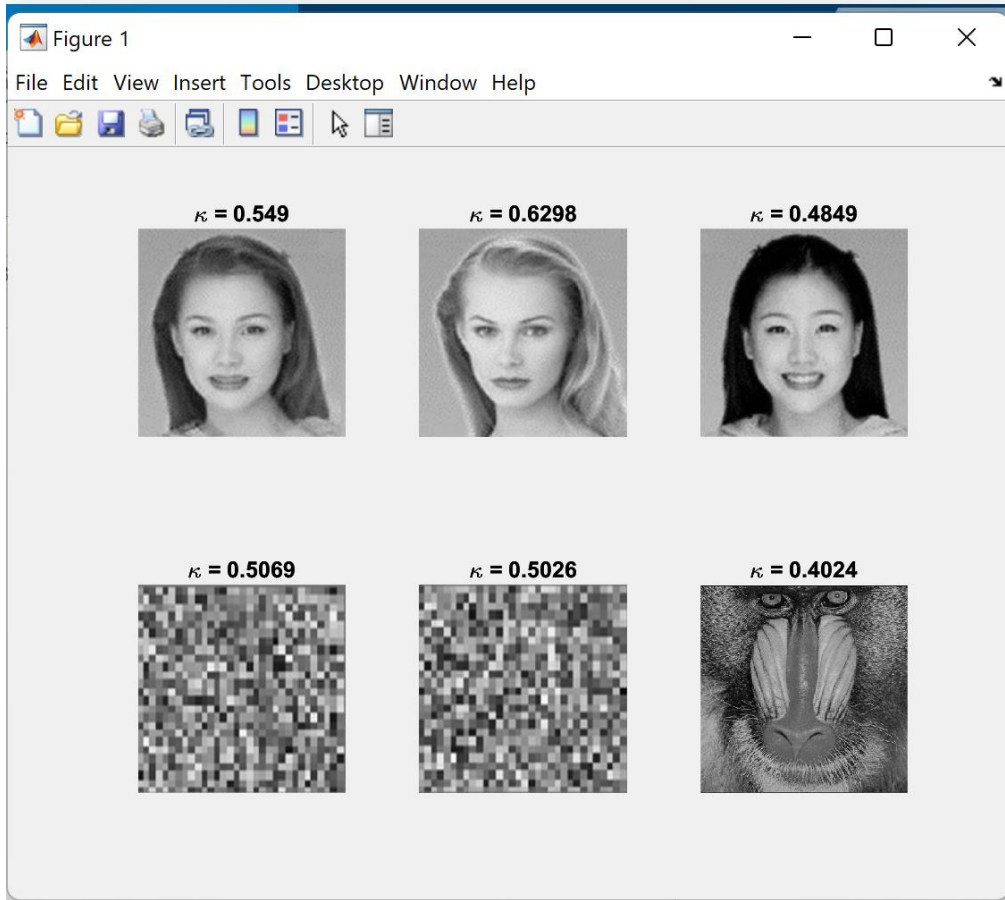 Figure 1
File Edit View Insert Tools Desktop Window Help
κ = 0.549
κ = 0.6298
κ = 0.4849
κ = 0.5069
κ = 0.5026
κ = 0.4024